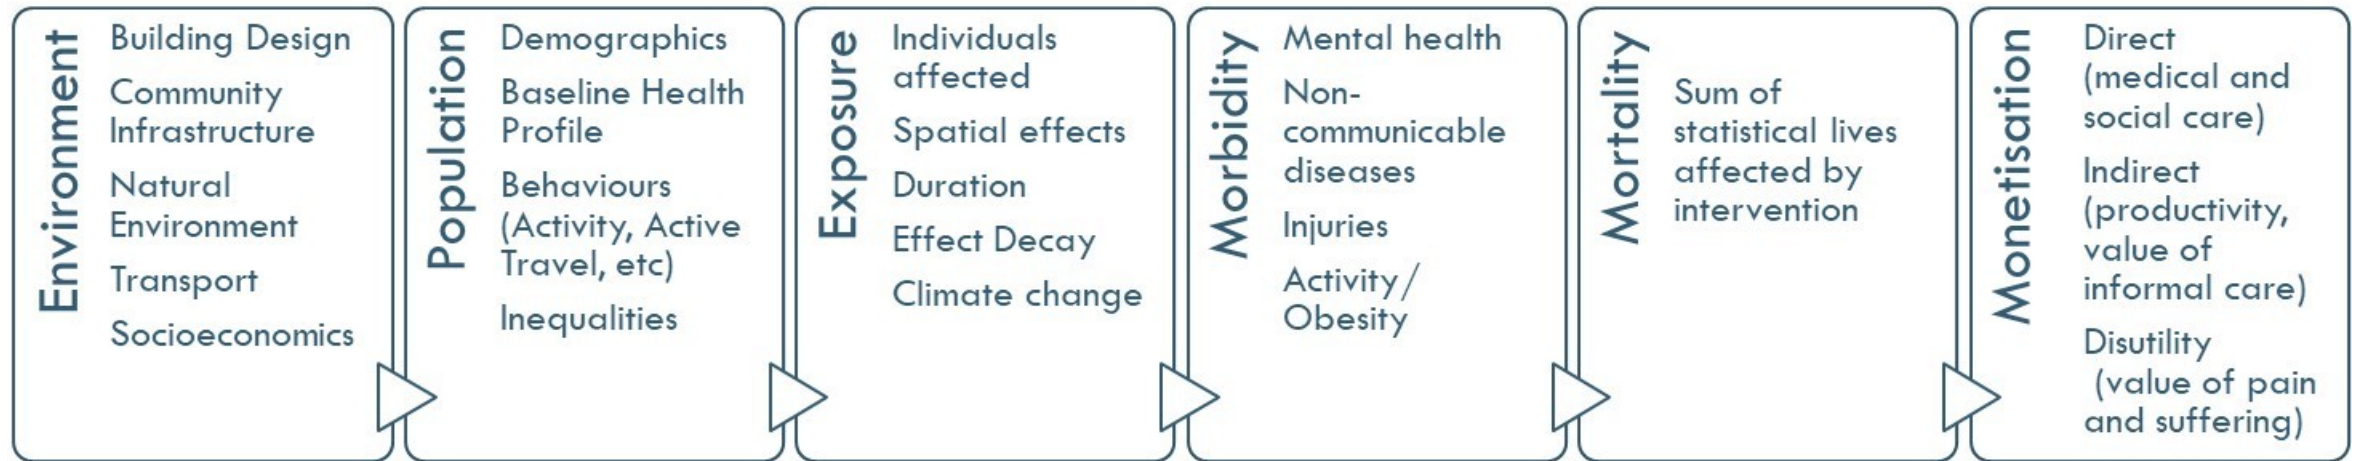 Environment
Building Design
Community
Infrastructure
Natural
Environment
Transport
Socioeconomics
Population
Demographics
Baseline Health
Profile
Behaviours
(Activity, Active
Travel, etc)
Inequalities
Exposure
Individuals
affected
Spatial effects
Duration
Effect Decay
Climate change
Morbidity
Mental health
Non-
communicable
diseases
Injuries
Activity/
Obesity
Mortality
Sum of
statistical lives
affected by
intervention
Monetisation
Direct
(medical and
social care)
Indirect
(productivity,
value of
informal care)
Disutility
(value of pain
and suffering)